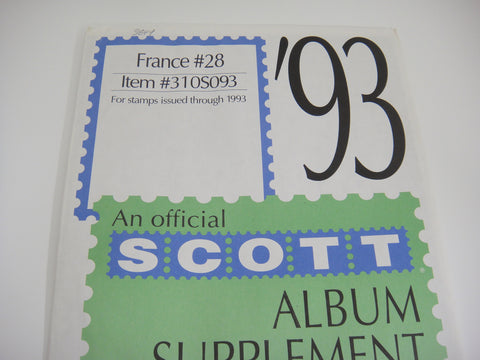 France #28
Item #310S093
For stamps issued through 1993
'93
An official
SCOTT
®
ALBUM
SUPPLEMENT